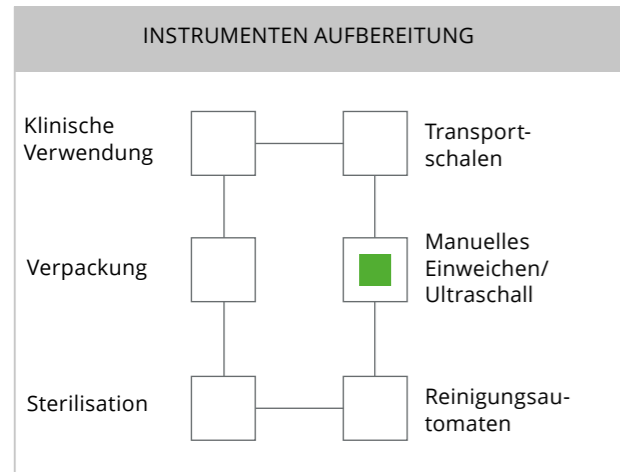 INSTRUMENTEN AUFBEREITUNG
Klinische
Verwendung
Transport-
schalen
Verpackung
Manuelles
Einweichen/
Ultraschall
Sterilisation
Reinigungsau-
tomaten